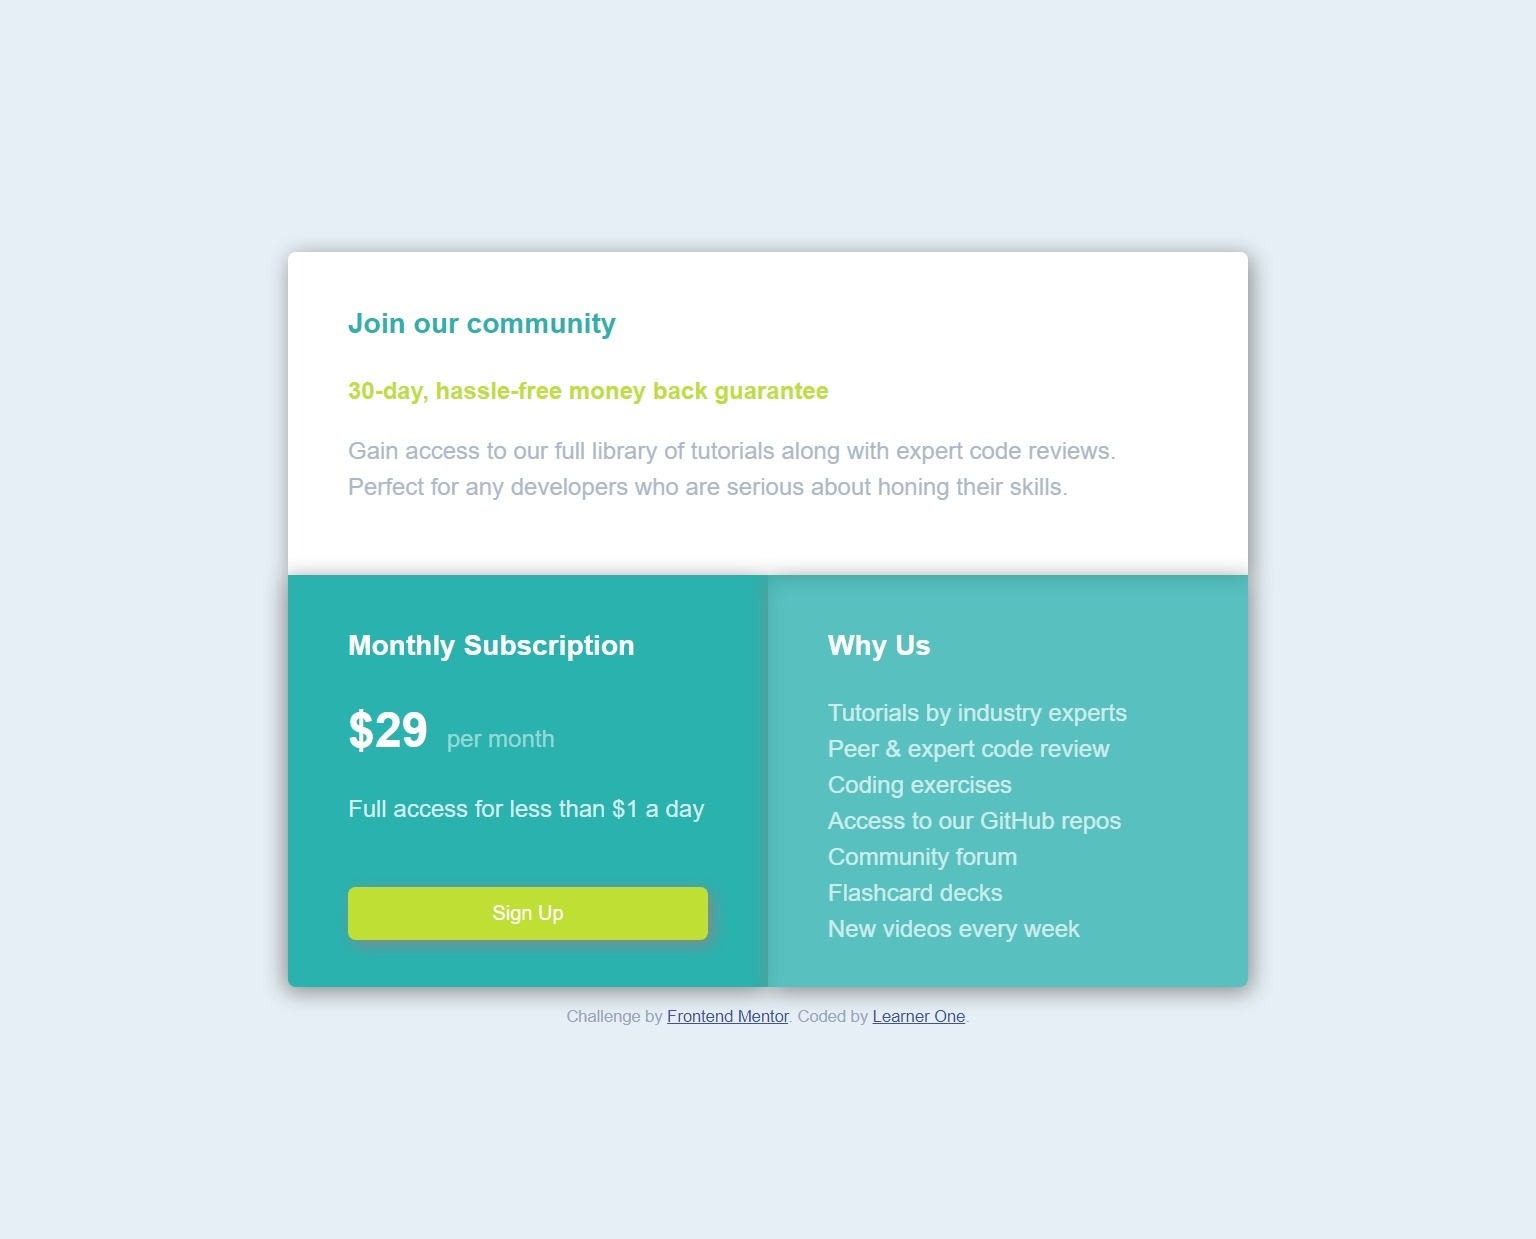 Join our community
30-day, hassle-free money back guarantee
Gain access to our full library of tutorials along with expert code reviews.
Perfect for any developers who are serious about honing their skills.
Monthly Subscription
$29 per month
Full access for less than $1 a day
Sign Up
Why Us
Tutorials by industry experts
Peer & expert code review
Coding exercises
Access to our GitHub repos
Community forum
Flashcard decks
New videos every week
Challenge by Frontend Mentor. Coded by Learner One.